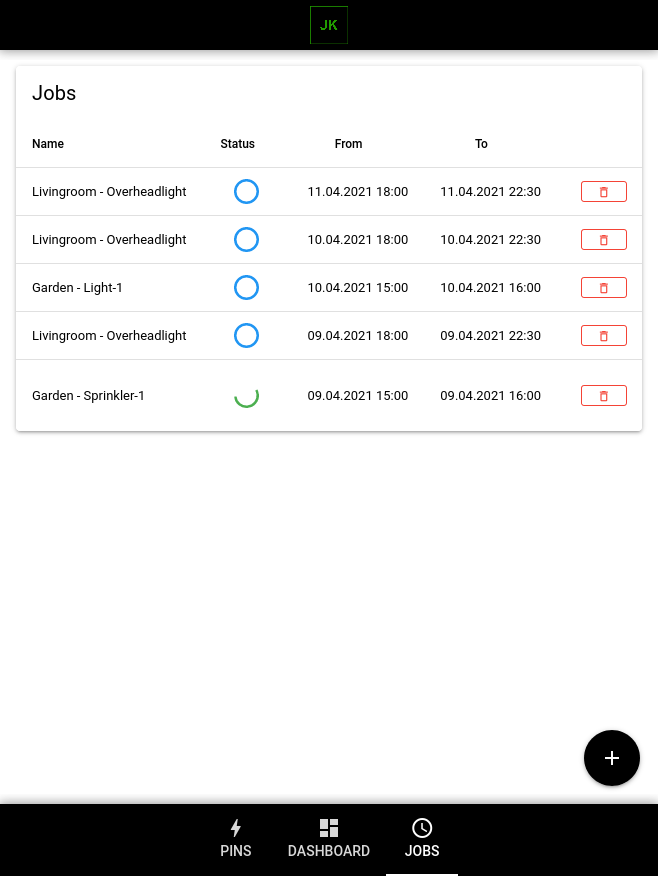 JK
Jobs
Name Status From To
Livingroom - Overheadlight 11.04.2021 18:00 11.04.2021 22:30
Livingroom - Overheadlight 10.04.2021 18:00 10.04.2021 22:30
Garden - Light-1 10.04.2021 15:00 10.04.2021 16:00
Livingroom - Overheadlight 09.04.2021 18:00 09.04.2021 22:30
Garden - Sprinkler-1 09.04.2021 15:00 09.04.2021 16:00
PINS DASHBOARD JOBS